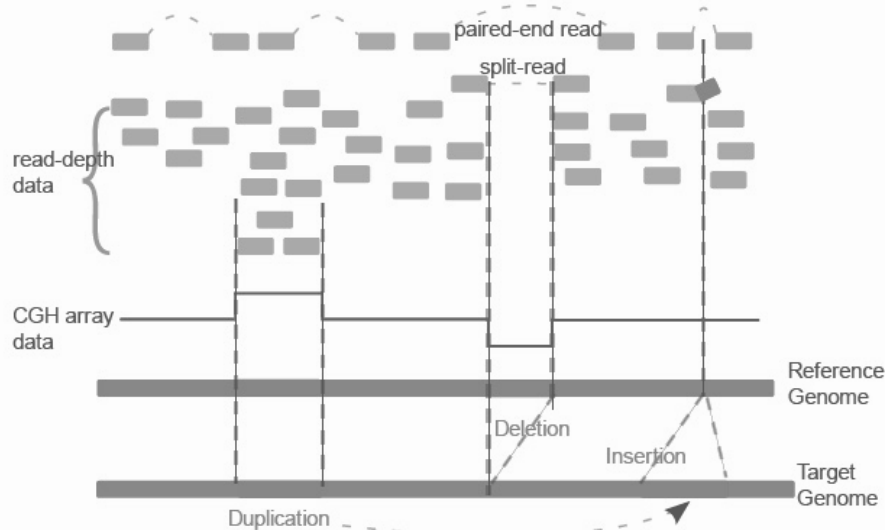 paired-end read
split-read
read-depth
data
CGH array
data
Reference
Genome
Deletion
Insertion
Target
Genome
Duplication